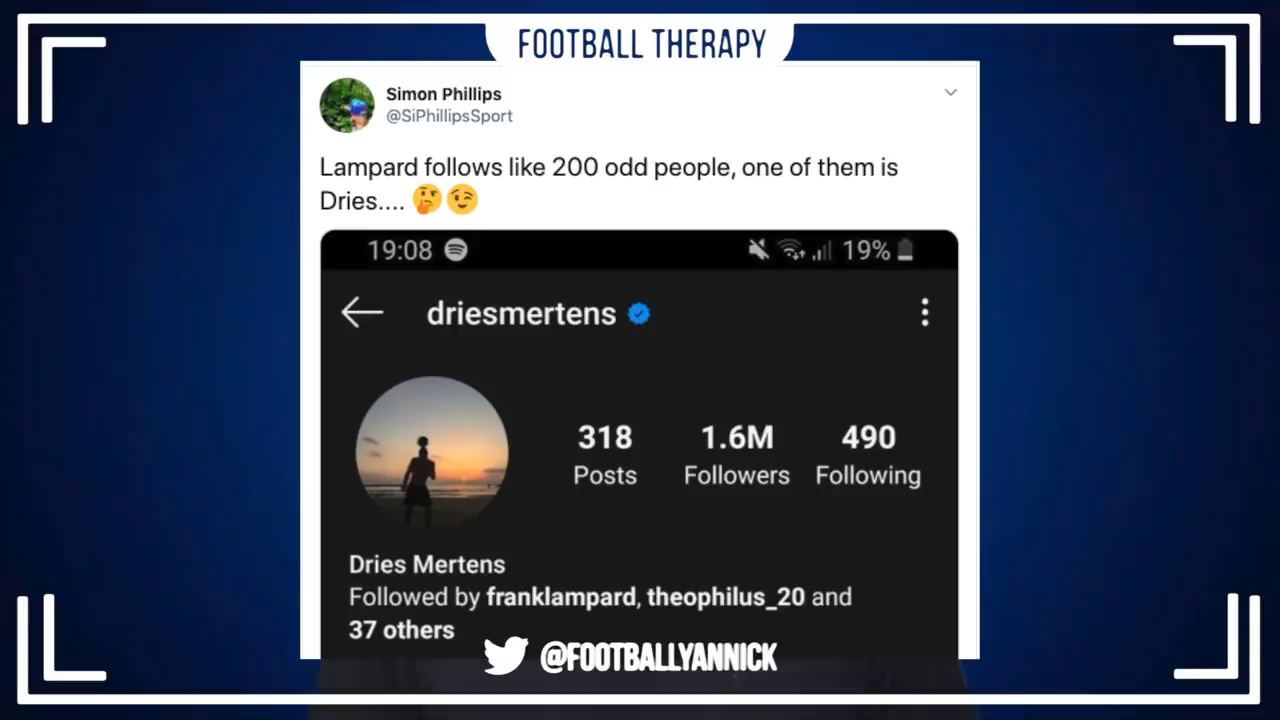 FOOTBALL THERAPY
Simon Phillips
@SiPhillipsSport
Lampard follows like 200 odd people, one of them is
Dries.... 🤔😉
19:08 19%
driesmertens
318 1.6M 490
Posts Followers Following
Dries Mertens
Followed by franklampard, theophilus_20 and
37 others
@FOOTBALLYANNICK